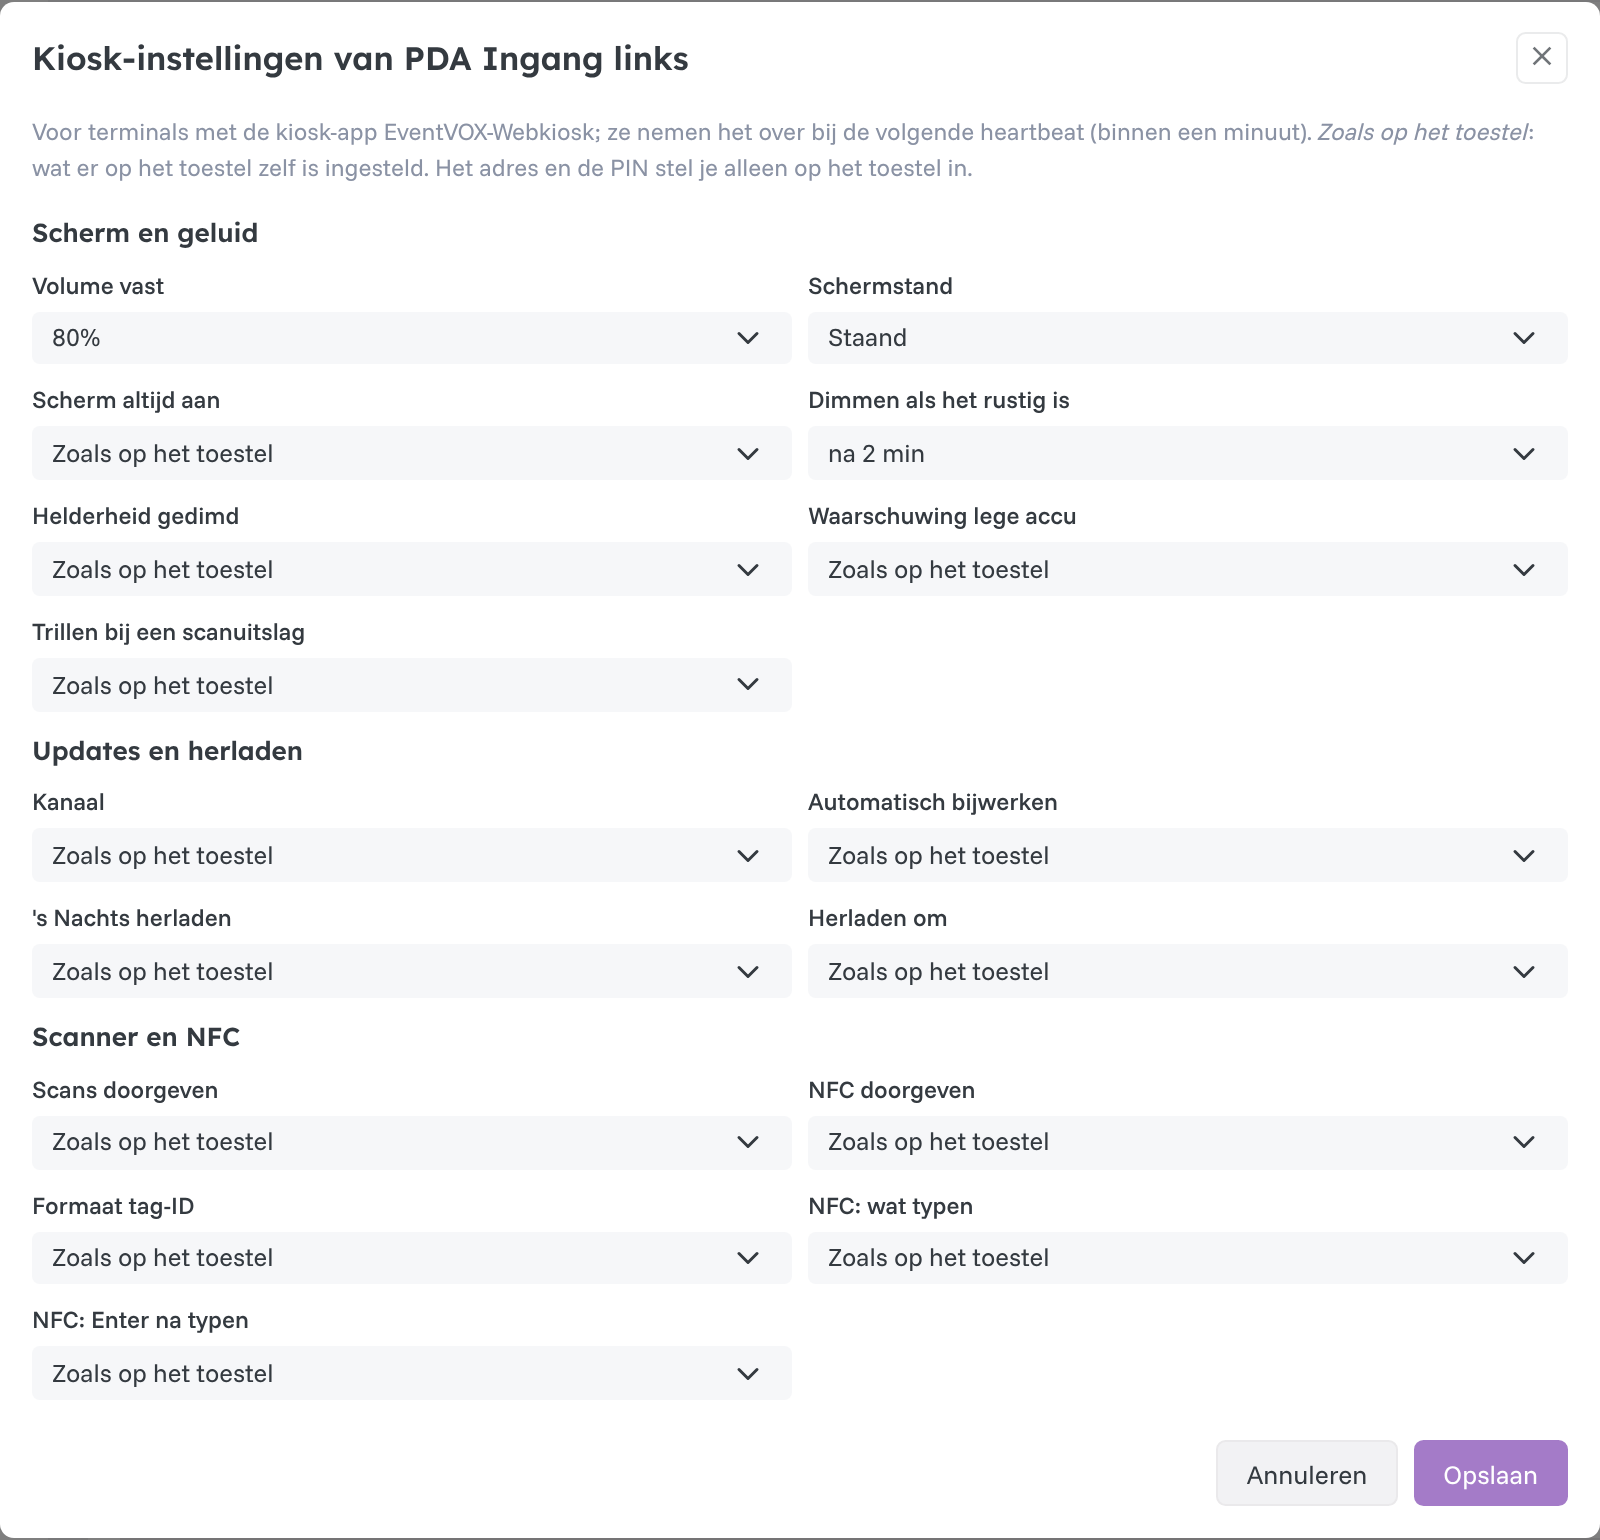 Kiosk-instellingen van PDA Ingang links
Voor terminals met de kiosk-app EventVOX-Webkiosk; ze nemen het over bij de volgende heartbeat (binnen een minuut). Zoals op het toestel:
wat er op het toestel zelf is ingesteld. Het adres en de PIN stel je alleen op het toestel in.
Scherm en geluid
Volume vast
80%
Schermstand
Staand
Scherm altijd aan
Zoals op het toestel
Dimmen als het rustig is
na 2 min
Helderheid gedimd
Zoals op het toestel
Waarschuwing lege accu
Zoals op het toestel
Trillen bij een scanuitslag
Zoals op het toestel
Updates en herladen
Kanaal
Zoals op het toestel
Automatisch bijwerken
Zoals op het toestel
's Nachts herladen
Zoals op het toestel
Herladen om
Zoals op het toestel
Scanner en NFC
Scans doorgeven
Zoals op het toestel
NFC doorgeven
Zoals op het toestel
Formaat tag-ID
Zoals op het toestel
NFC: wat typen
Zoals op het toestel
NFC: Enter na typen
Zoals op het toestel
Annuleren
Opslaan